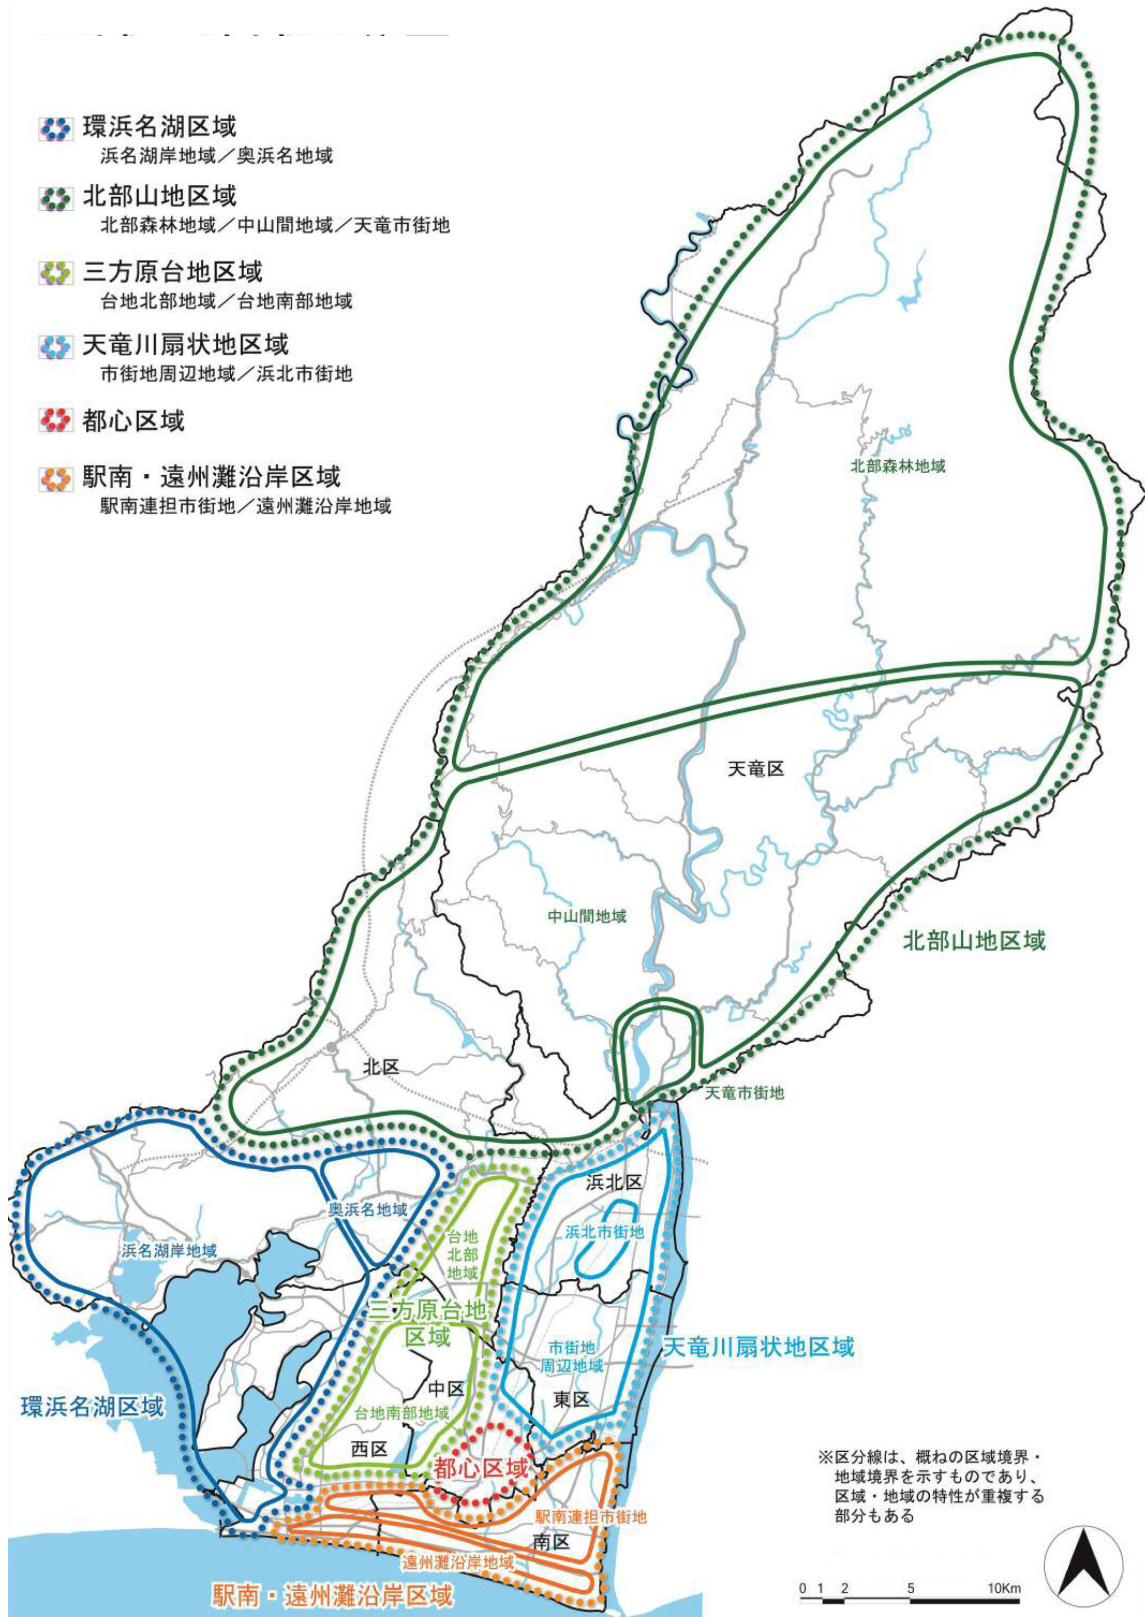 環浜名湖区域
浜名湖岸地域／奥浜名地域
北部山地区域
北部森林地域／中山間地域／天竜市街地
三方原台地区域
台地北部地域／台地南部地域
天竜川扇状地区域
市街地周辺地域／浜北市街地
都心区域
駅南・遠州灘沿岸区域
駅南連担市街地／遠州灘沿岸地域
北部森林地域
天竜区
中山間地域
北部山地区域
北区
天竜市街地
浜北区
奥浜名地域
浜北市街地
台地
北部
地域
浜名湖岸地域
三方原台地
区域
市街地
周辺地域
天竜川扇状地区域
中区
東区
環浜名湖区域
台地南部地域
西区
都心区域
駅南連担市街地
南区
遠州灘沿岸地域
駅南・遠州灘沿岸区域
※区分線は、概ねの区域境界・
地域境界を示すものであり、
区域・地域の特性が重複する
部分もある
0 1 2 5 10Km